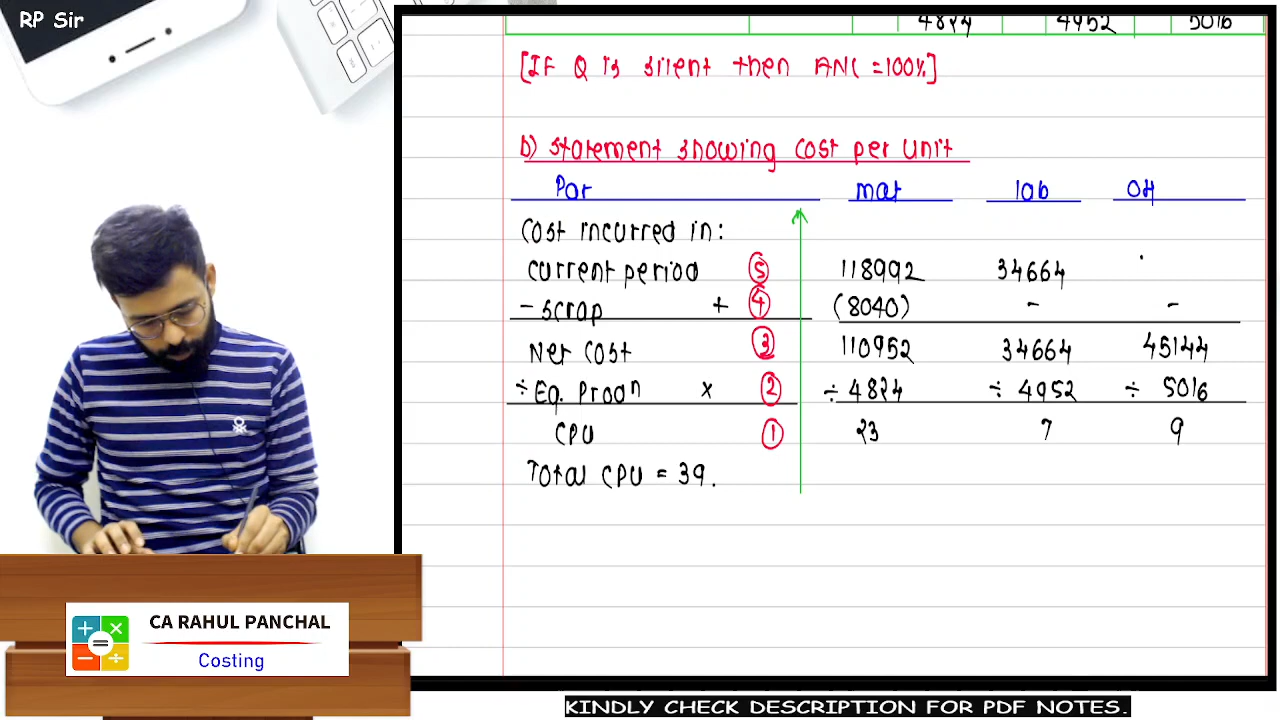 RP Sir
4824 4952 5016
[IF Q is silent then ANL =100%]
b) Statement showing Cost per Unit
Par mat lab OH
Cost incurred in:
Current period 5 118992 34664
- Scrap + 4 (8040) - -
Net Cost 3 110952 34664 45144
÷ Eq. Prodn x 2 ÷ 4824 ÷ 4952 ÷ 5016
CPU 1 23 7 9
Total CPU = 39.
CA RAHUL PANCHAL
Costing
KINDLY CHECK DESCRIPTION FOR PDF NOTES.